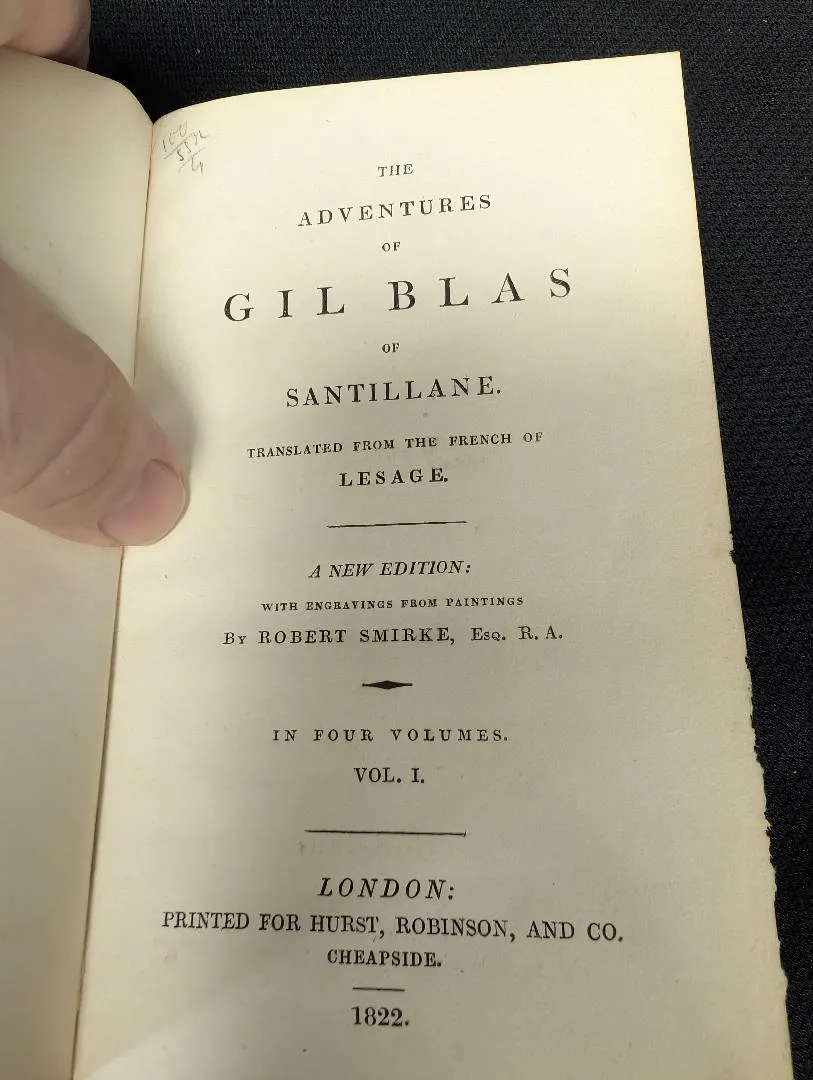 THE
ADVENTURES
OF
GIL BLAS
OF
SANTILLANE.
TRANSLATED FROM THE FRENCH OF
LESAGE.
A NEW EDITION:
WITH ENGRAVINGS FROM PAINTINGS
By ROBERT SMIRKE, Esq. R. A.
IN FOUR VOLUMES.
VOL. I.
LONDON:
PRINTED FOR HURST, ROBINSON, AND CO.
CHEAPSIDE.
1822.